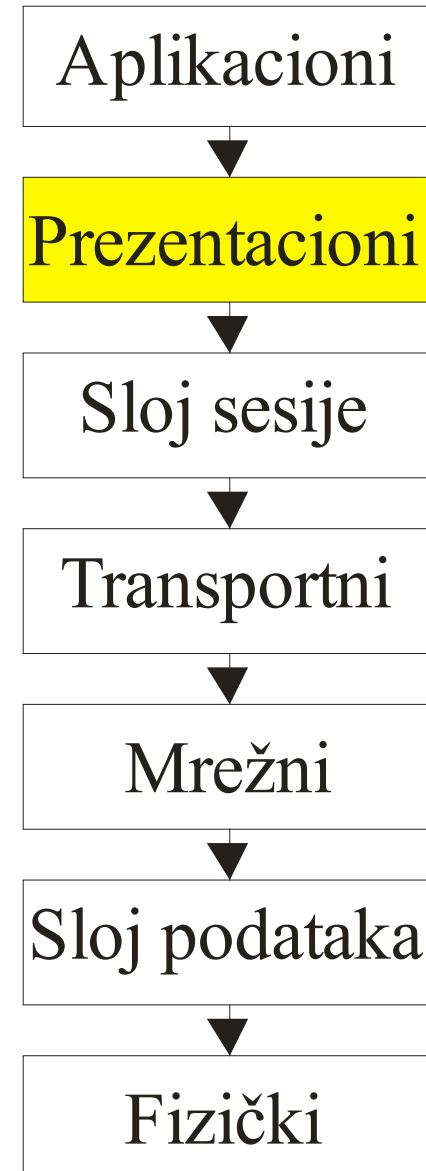 Aplikacioni
Prezentacioni
Sloj sesije
Transportni
Mrežni
Sloj podataka
Fizički